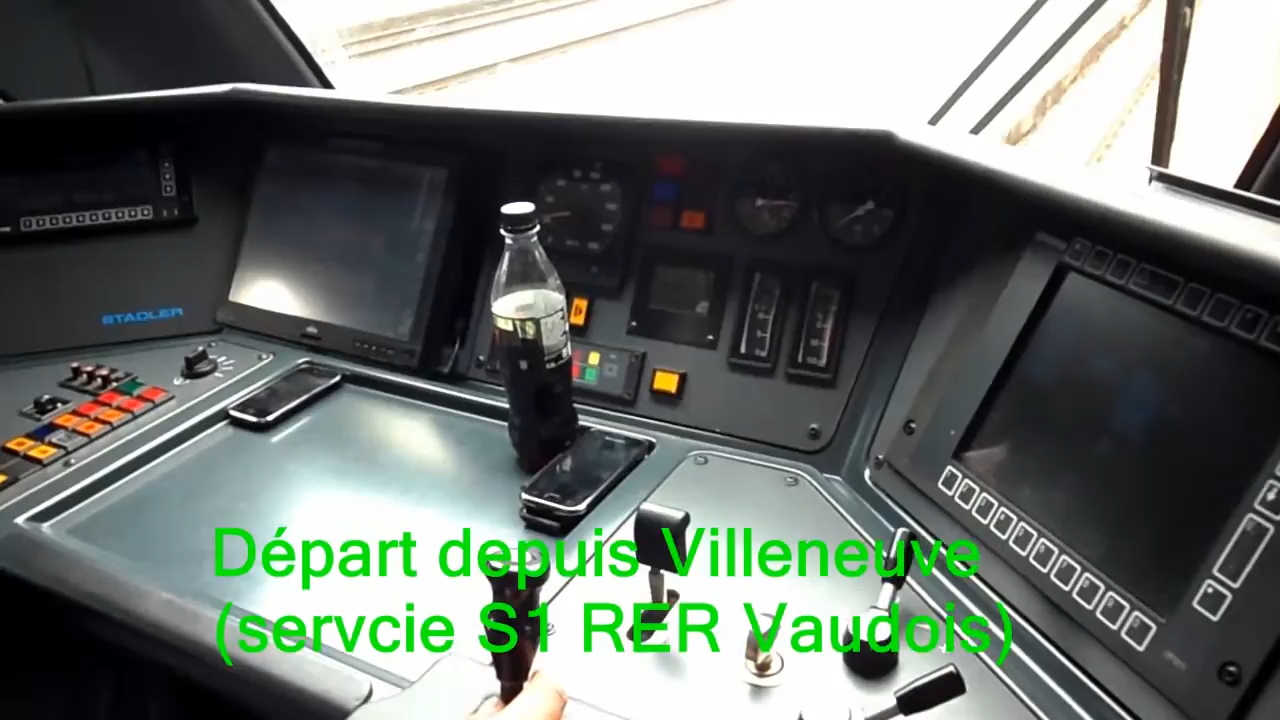 STADLER
Départ depuis Villeneuve
(servcie S1 RER Vaudois)